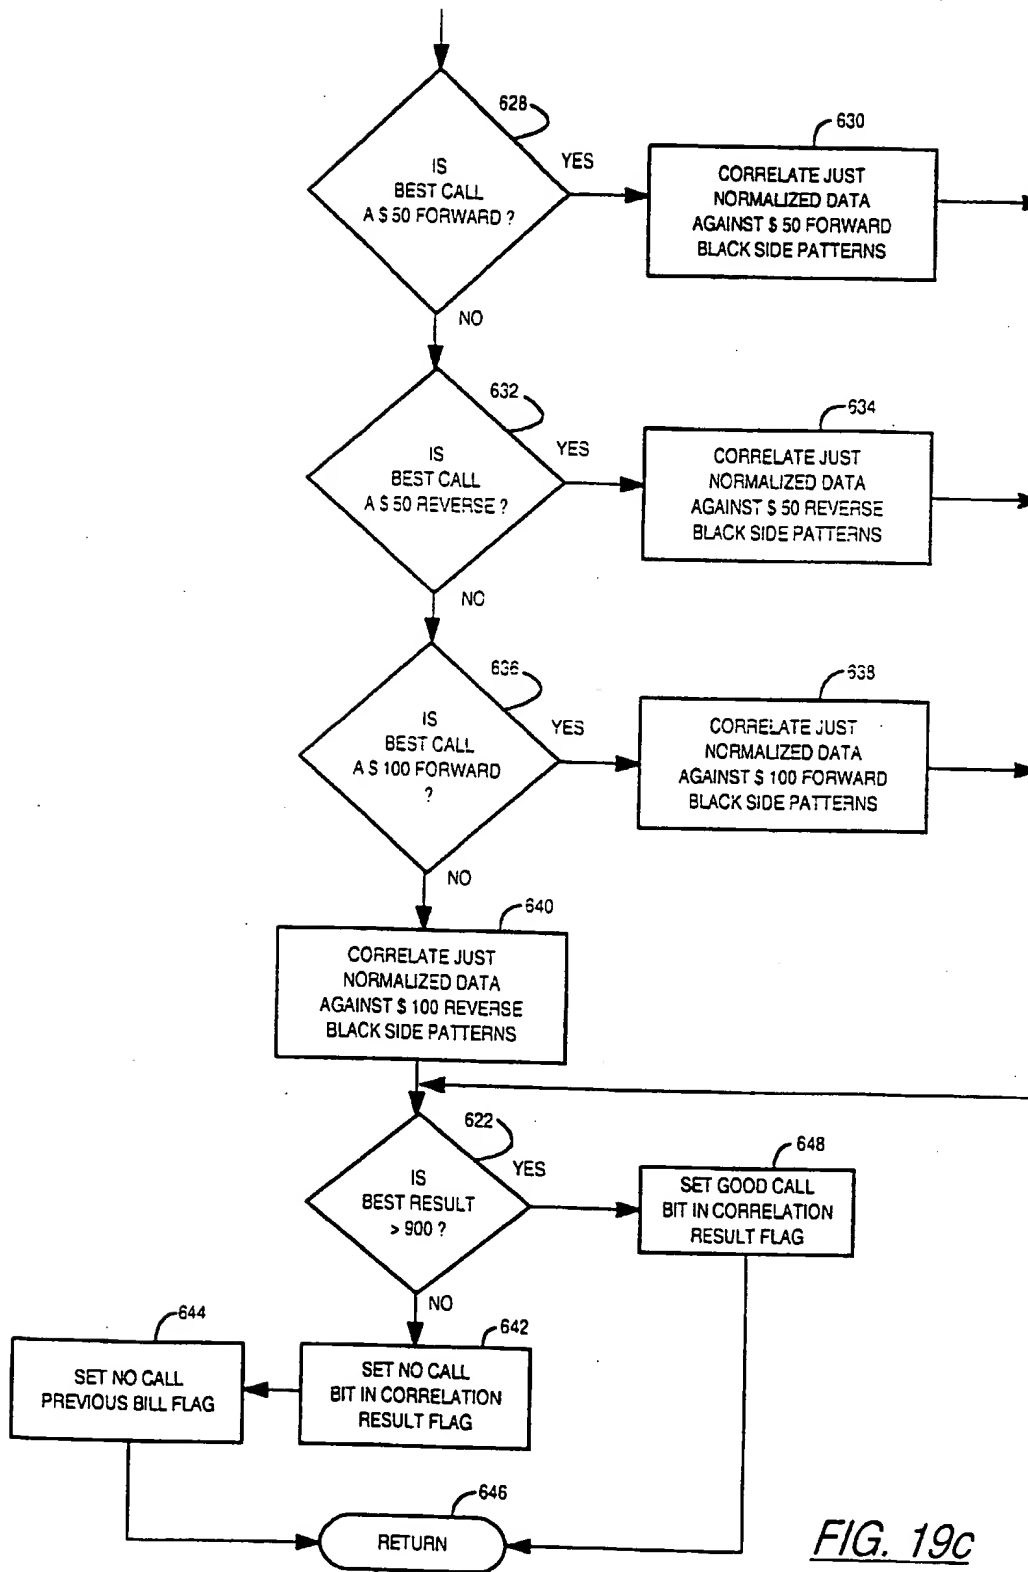 628
IS
BEST CALL
A $ 50 FORWARD ?
YES
630
CORRELATE JUST
NORMALIZED DATA
AGAINST $ 50 FORWARD
BLACK SIDE PATTERNS
NO
632
IS
BEST CALL
A $ 50 REVERSE ?
YES
634
CORRELATE JUST
NORMALIZED DATA
AGAINST $ 50 REVERSE
BLACK SIDE PATTERNS
NO
636
IS
BEST CALL
A $ 100 FORWARD
?
YES
638
CORRELATE JUST
NORMALIZED DATA
AGAINST $ 100 FORWARD
BLACK SIDE PATTERNS
NO
640
CORRELATE JUST
NORMALIZED DATA
AGAINST $ 100 REVERSE
BLACK SIDE PATTERNS
622
IS
BEST RESULT
> 900 ?
YES
648
SET GOOD CALL
BIT IN CORRELATION
RESULT FLAG
NO
642
SET NO CALL
BIT IN CORRELATION
RESULT FLAG
644
SET NO CALL
PREVIOUS BILL FLAG
646
RETURN
FIG. 19c